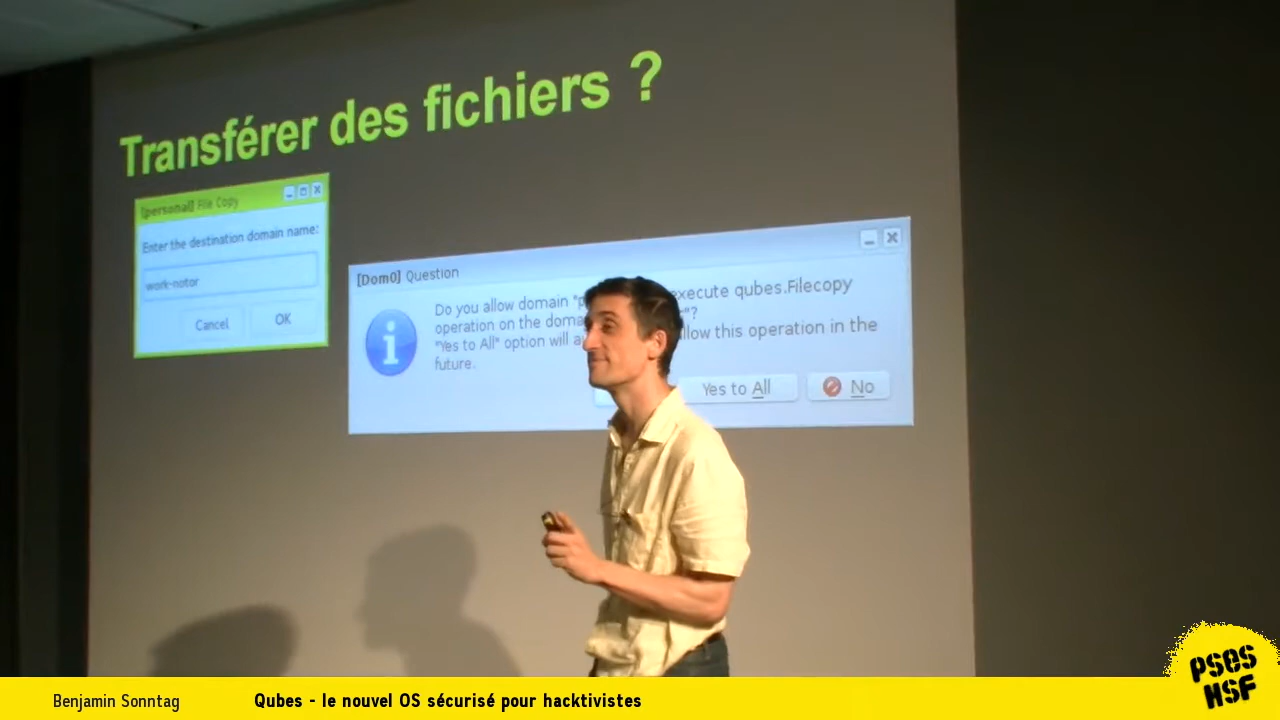 Transférer des fichiers ?
[personal] File Copy
Enter the destination domain name:
work-notor
Cancel
OK
[Dom0] Question
Do you allow domain "p execute qubes.Filecopy
operation on the doma "?
"Yes to All" option will a llow this operation in the
future.
Yes to All
No
PSES
HSF
Benjamin Sonntag
Qubes - le nouvel OS sécurisé pour hacktivistes